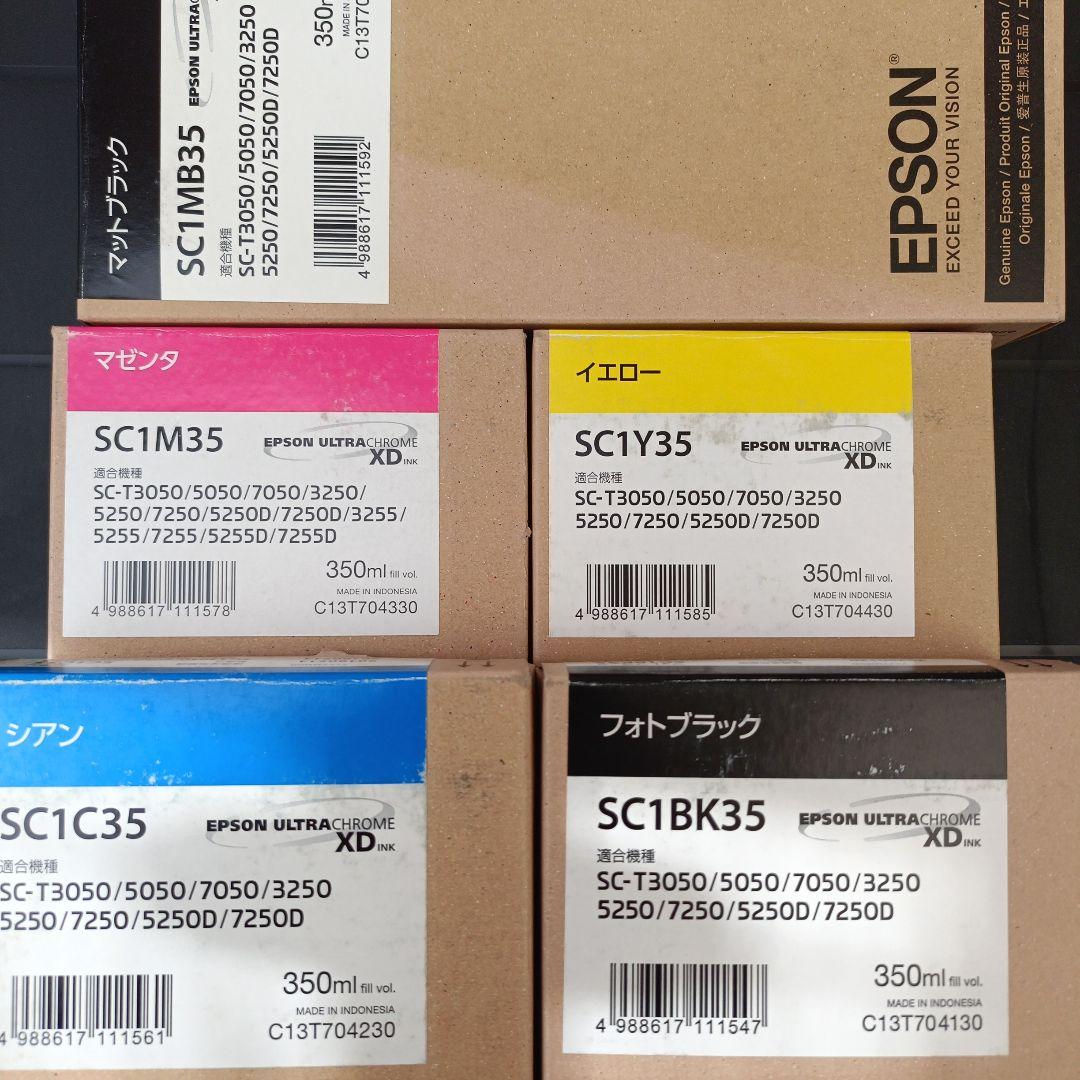 マットブラック
SC1MB35
EPSON ULTRA
適合機種
SC-T3050/5050/7050/3250
5250/7250/5250D/7250D
350m
MADE IN
C13T70
4 988617 111592
EPSON®
EXCEED YOUR VISION
Genuine Epson / Produit Original Epson /
Originale Epson / 爱普生原装正品 /
マゼンタ
SC1M35
EPSON ULTRACHROME
XD INK
適合機種
SC-T3050/5050/7050/3250/
5250/7250/5250D/7250D/3255/
5255/7255/5255D/7255D
350ml fill vol.
MADE IN INDONESIA
C13T704330
4 988617 111578
イエロー
SC1Y35
EPSON ULTRACHROME
XD INK
適合機種
SC-T3050/5050/7050/3250
5250/7250/5250D/7250D
350ml fill vol.
MADE IN INDONESIA
C13T704430
4 988617 111585
シアン
SC1C35
EPSON ULTRACHROME
XD INK
適合機種
SC-T3050/5050/7050/3250
5250/7250/5250D/7250D
350ml fill vol.
MADE IN INDONESIA
C13T704230
4 988617 111561
フォトブラック
SC1BK35
EPSON ULTRACHROME
XD INK
適合機種
SC-T3050/5050/7050/3250
5250/7250/5250D/7250D
350ml fill vol.
MADE IN INDONESIA
C13T704130
4 988617 111547